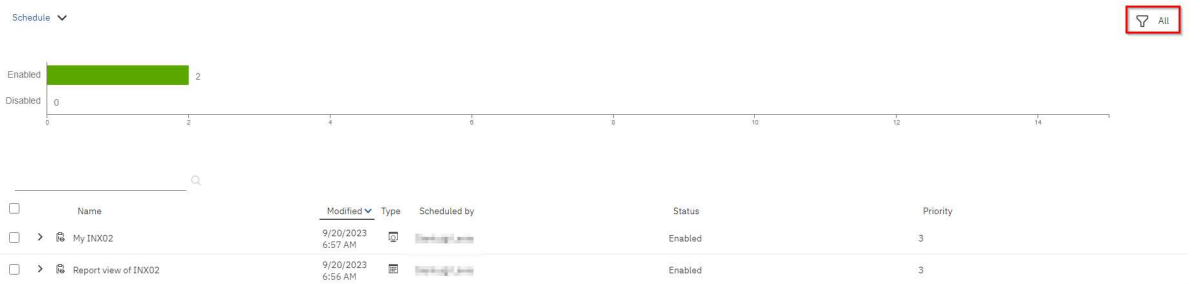 Schedule
All
Enabled 2
Disabled 0
0 2 4 6 8 10 12 14
Name Modified Type Scheduled by Status Priority
My INX02 9/20/2023 Enabled 3
6:57 AM
Report view of INX02 9/20/2023 Enabled 3
6:56 AM